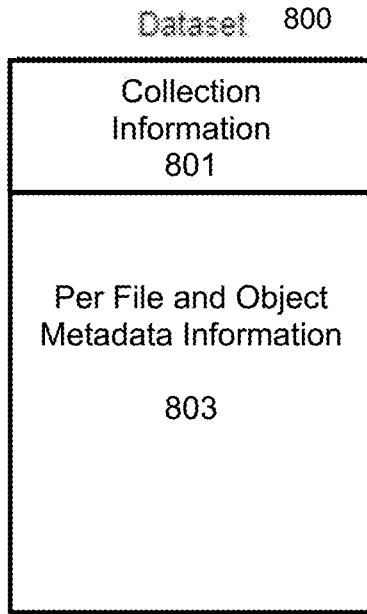 Dataset 800
Collection
Information
801
Per File and Object
Metadata Information
803